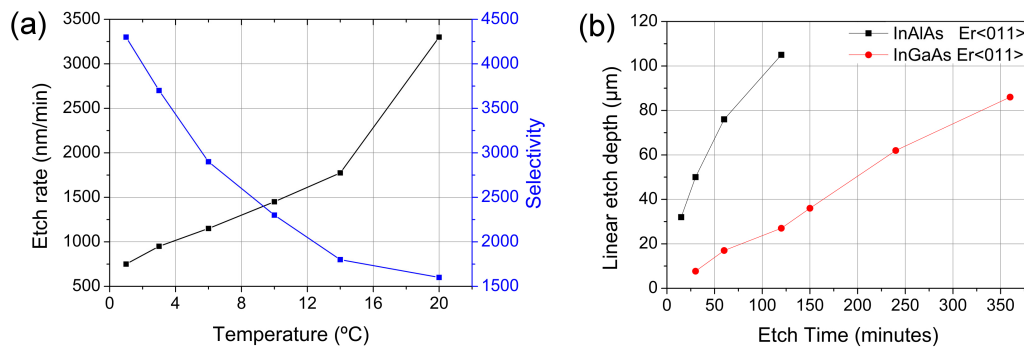 (a)
3500
3000
2500
2000
1500
1000
500
Etch rate (nm/min)
4500
4000
3500
3000
2500
2000
1500
Selectivity
0 4 8 12 16 20
Temperature (ºC)
(b)
120
100
80
60
40
20
0
Linear etch depth (µm)
InAlAs Er<011>
InGaAs Er<011>
0 50 100 150 200 250 300 350
Etch Time (minutes)